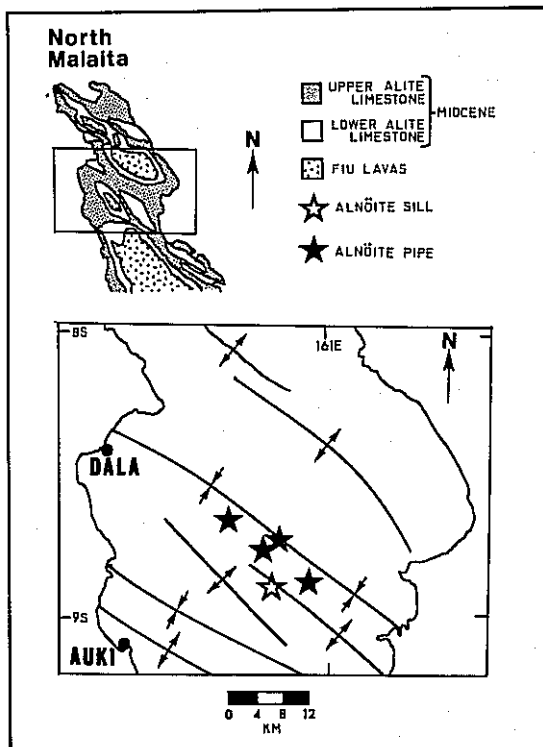 North
Malaita
UPPER ALITE
LIMESTONE
LOWER ALITE
LIMESTONE
MIOCENE
FIU LAVAS
N
ALNÖITE SILL
ALNÖITE PIPE
8S
161E
N
DALA
9S
AUKI
0 4 8 12
KM